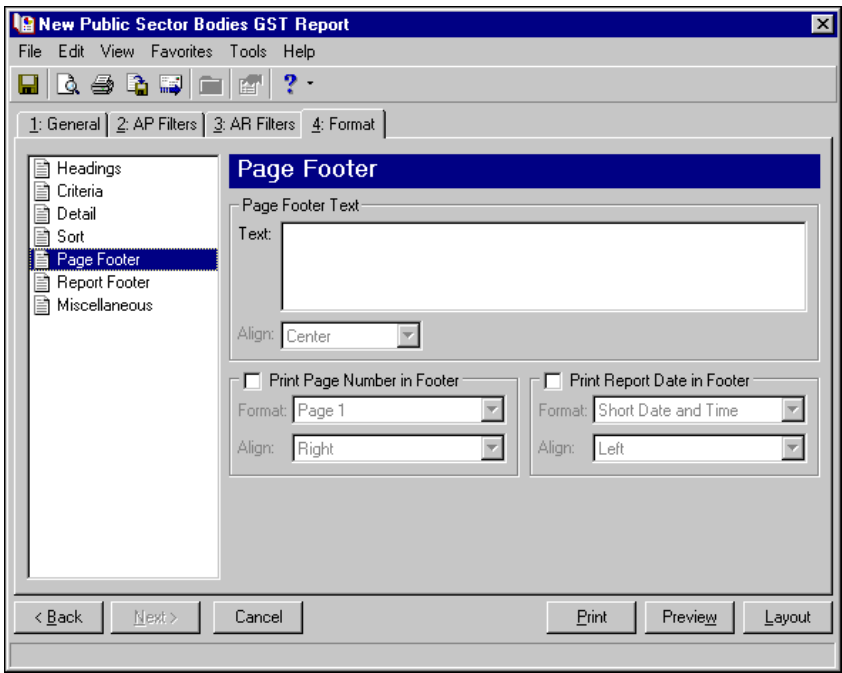 New Public Sector Bodies GST Report
File Edit View Favorites Tools Help
?
1: General 2: AP Filters 3: AR Filters 4: Format
Headings
Criteria
Detail
Sort
Page Footer
Report Footer
Miscellaneous
Page Footer
Page Footer Text
Text:
Align: Center
Print Page Number in Footer
Format: Page 1
Align: Right
Print Report Date in Footer
Format: Short Date and Time
Align: Left
< Back Next > Cancel Print Preview Layout